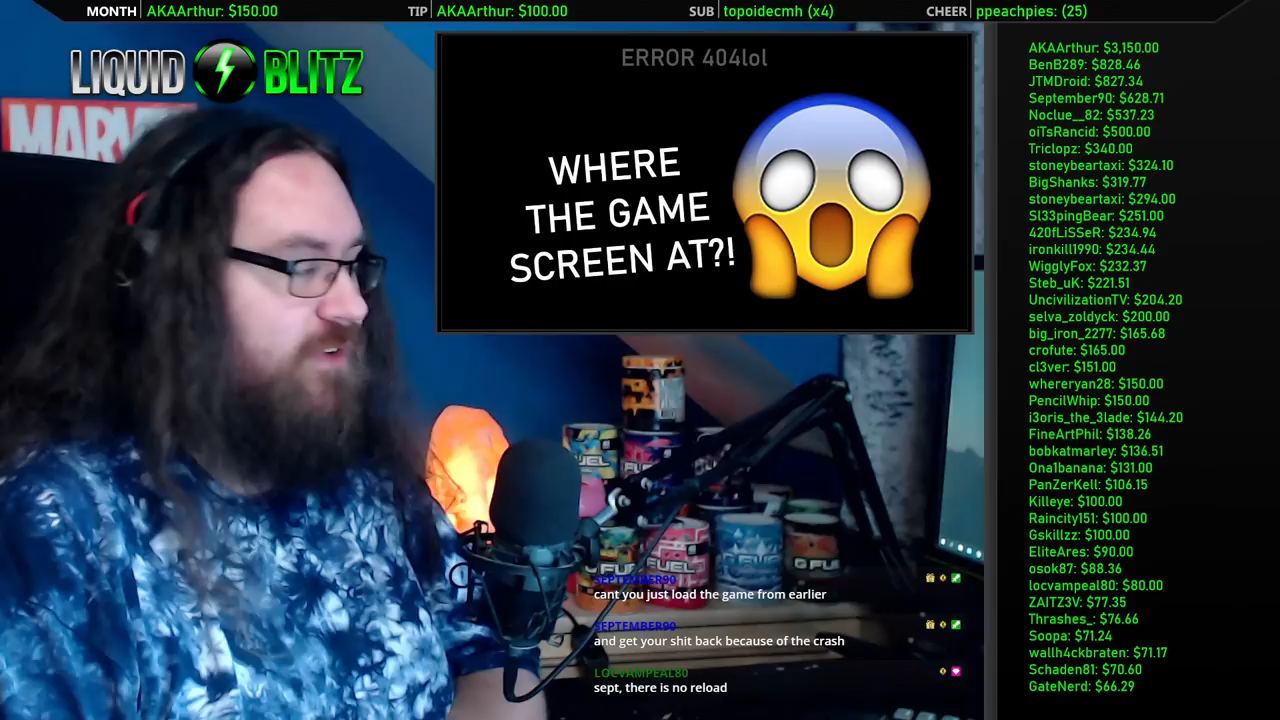 MONTH AKAArthur: $150.00 TIP AKAArthur: $100.00 SUB topoidecmh (x4) CHEER ppeachpies: (25)
LIQUID BLITZ
MARV
ERROR 404lol
WHERE
THE GAME
SCREEN AT?!
FUEL
FUEL
G FUEL
G FU
SEPTEMBER90
cant you just load the game from earlier
SEPTEMBER90
and get your shit back because of the crash
LOCVAMPEAL80
sept, there is no reload
AKAArthur: $3,150.00
BenB289: $828.46
JTMDroid: $827.34
September90: $628.71
Noclue__82: $537.23
oiTsRancid: $500.00
Triclopz: $340.00
stoneybeartaxi: $324.10
BigShanks: $319.77
stoneybeartaxi: $294.00
Sl33pingBear: $251.00
420fLiSSeR: $234.94
ironkill1990: $234.44
WigglyFox: $232.37
Steb_uK: $221.51
UncivilizationTV: $204.20
selva_zoldyck: $200.00
big_iron_2277: $165.68
crofute: $165.00
cl3ver: $151.00
whereryan28: $150.00
PencilWhip: $150.00
i3oris_the_3lade: $144.20
FineArtPhil: $138.26
bobkatmarley: $136.51
Ona1banana: $131.00
PanZerKell: $106.15
Killeye: $100.00
Raincity151: $100.00
Gskillzz: $100.00
EliteAres: $90.00
osok87: $88.36
locvampeal80: $80.00
ZAITZ3V: $77.35
Thrashes_: $76.66
Soopa: $71.24
wallh4ckbraten: $71.17
Schaden81: $70.60
GateNerd: $66.29